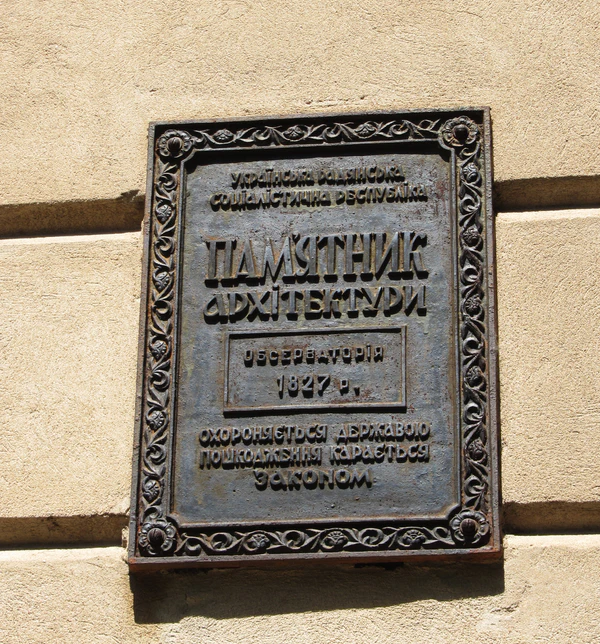 Українська Радянська
Соціалістична Республіка
ПАМ'ЯТНИК
АРХІТЕКТУРИ
ОБСЕРВАТОРІЯ
1827 р.
ОХОРОНЯЄТЬСЯ ДЕРЖАВОЮ
ПОШКОДЖЕННЯ КАРАЄТЬСЯ
ЗАКОНОМ